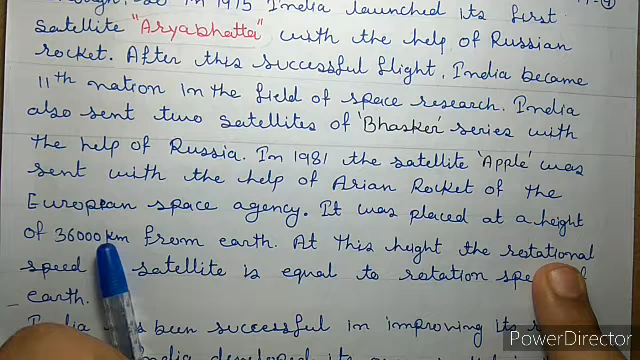 in 1975 India launched its first
satellite "Aryabhatta" with the help of Russian
rocket. After this successful flight, India became
11th nation in the field of space research. India
also sent two satellites of 'Bhasker' series with
the help of Russia. In 1981 the satellite 'Apple' was
sent with the help of Arian Rocket of the
European space agency. It was placed at a height
of 36000 km from earth. At this height the rotational
speed satellite is equal to rotation
earth.
India been successful in improving its
India developed its
PowerDirector